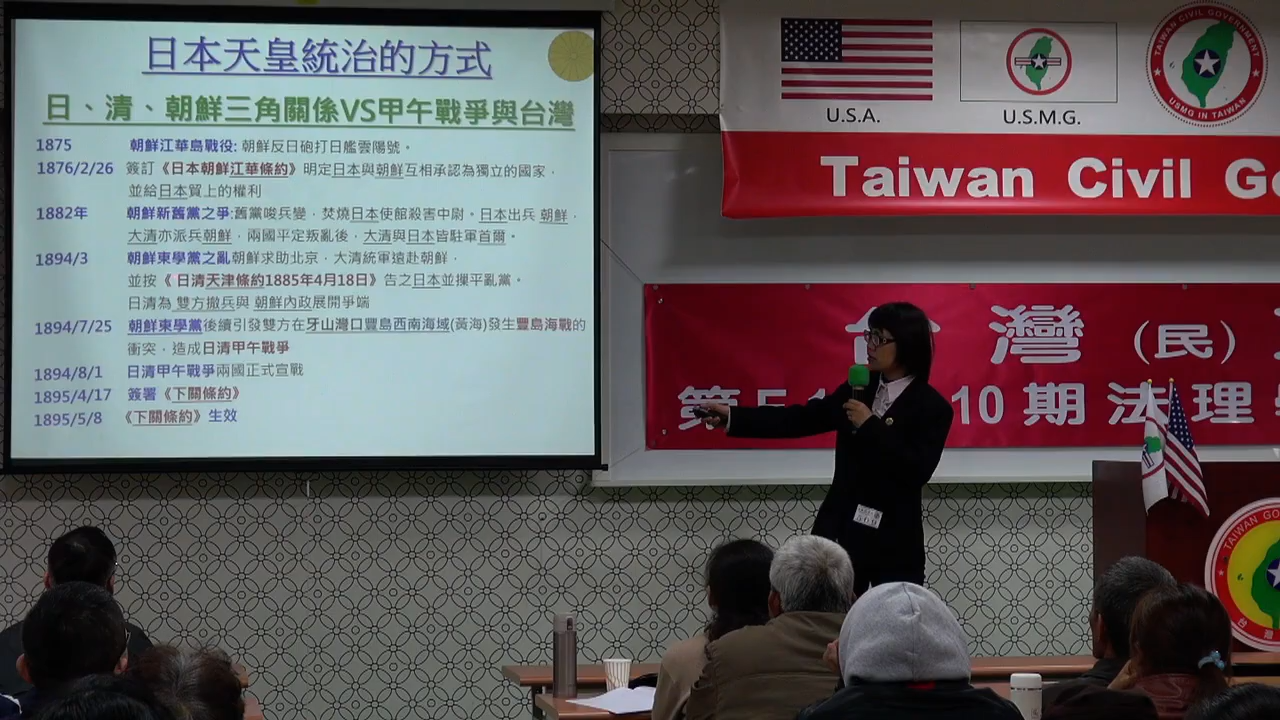 日本天皇統治的方式
日、清、朝鮮三角關係VS甲午戰爭與台灣
1875 朝鮮江華島戰役: 朝鮮反日砲打日艦雲陽號。
1876/2/26 簽訂《日本朝鮮江華條約》明定日本與朝鮮互相承認為獨立的國家,
並給日本貿上的權利
1882年 朝鮮新舊黨之爭:舊黨唆兵變,焚燒日本使館殺害中尉。日本出兵 朝鮮,
大清亦派兵朝鮮,兩國平定叛亂後,大清與日本皆駐軍首爾。
1894/3 朝鮮東學黨之亂朝鮮求助北京,大清統軍遠赴朝鮮,
並按《 日清天津條約1885年4月18日》告之日本並摷平亂黨。
日清為 雙方撤兵與 朝鮮內政展開爭端
1894/7/25 朝鮮東學黨後續引發雙方在牙山灣口豐島西南海域(黃海)發生豐島海戰的
衝突,造成日清甲午戰爭
1894/8/1 日清甲午戰爭兩國正式宣戰
1895/4/17 簽署《下關條約》
1895/5/8 《下關條約》生效
U.S.A.
U.S.M.G.
TAIWAN CIVIL GOVERNMENT
USMG IN TAIWAN
Taiwan Civil Go
台 灣 (民)
第 5 10 期 法 理
TAIWAN GO
台 灣